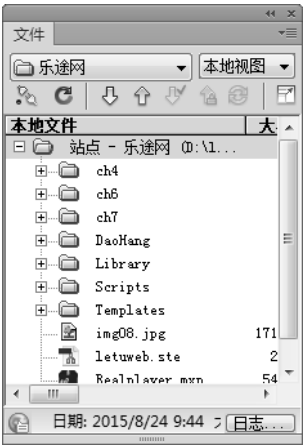 文件
乐途网 本地视图
本地文件 大
站点 - 乐途网 (D:\l...
ch4
ch6
ch7
DaoHang
Library
Scripts
Templates
img08.jpg 171
letuweb.ste 2
Realplayer mxp 54
日期: 2015/8/24 9:44 日志...